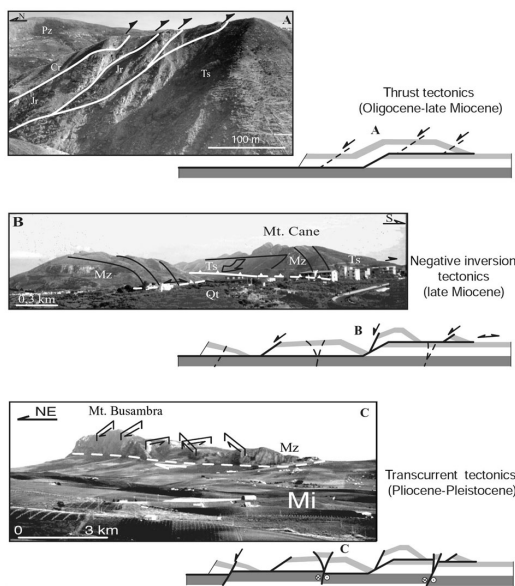 N
A
Pz
Cr
Jr
Jr
Ts
100 m
Thrust tectonics
(Oligocene-late Miocene)
A
B
S
Mt. Cane
Mz
Ts
Mz
Ts
Qt
0.3 km
Negative inversion
tectonics
(late Miocene)
B
NE
C
Mt. Busambra
Mz
Mi
0 3 km
Transcurrent tectonics
(Pliocene-Pleistocene)
C